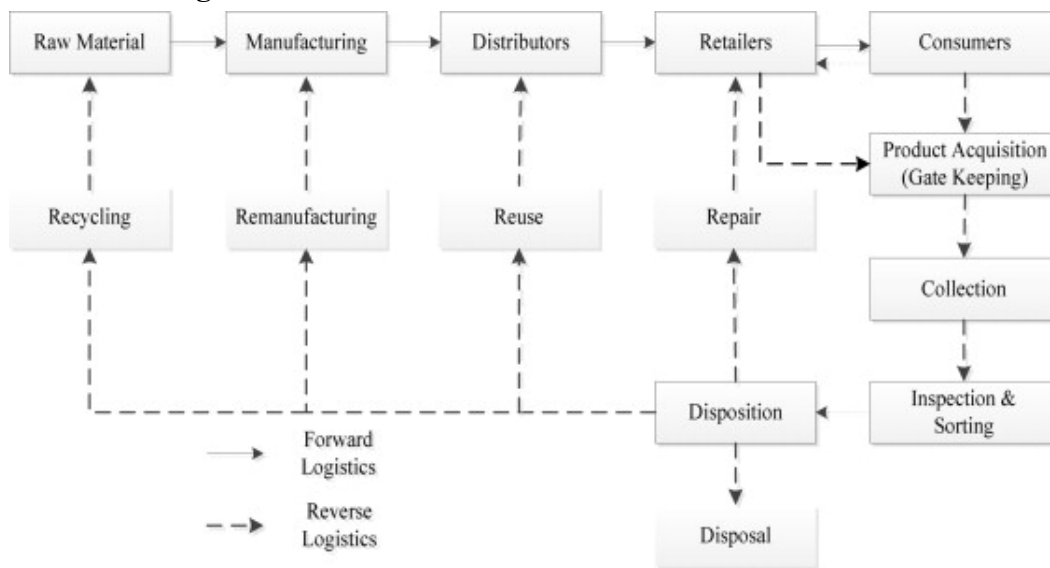 Raw Material
Manufacturing
Distributors
Retailers
Consumers
Product Acquisition
(Gate Keeping)
Recycling
Remanufacturing
Reuse
Repair
Collection
Disposition
Inspection &
Sorting
Forward
Logistics
Reverse
Logistics
Disposal